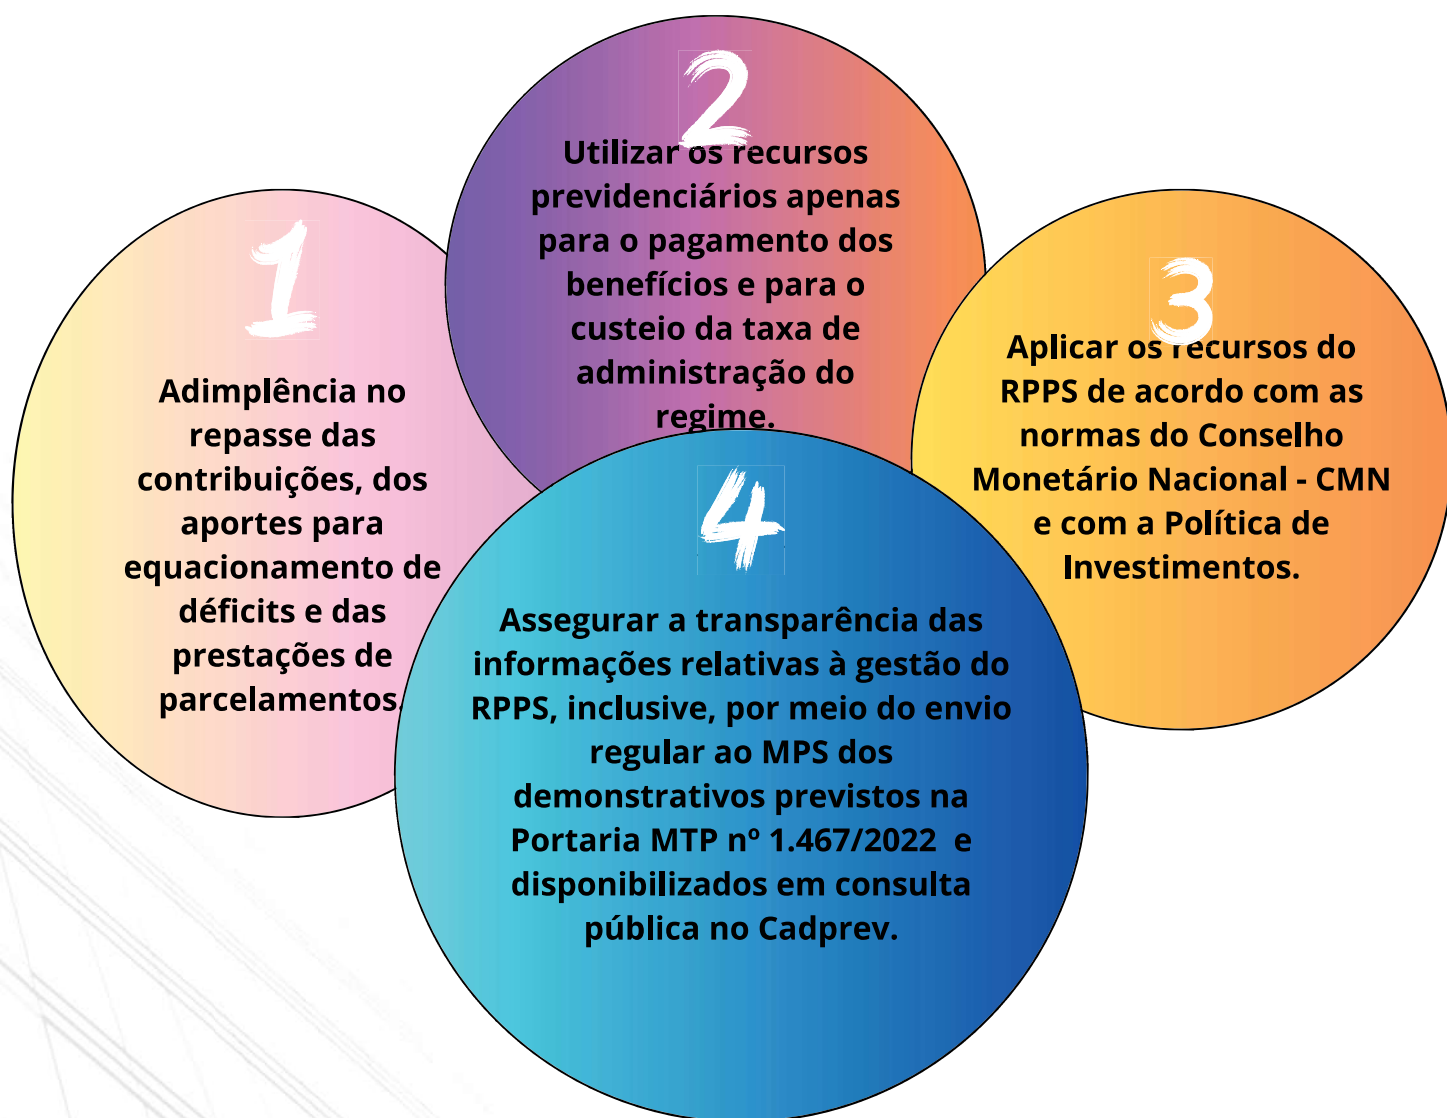 1
Adimplência no
repasse das
contribuições, dos
aportes para
equacionamento de
déficits e das
prestações de
parcelamentos.
2
Utilizar os recursos
previdenciários apenas
para o pagamento dos
benefícios e para o
custeio da taxa de
administração do
regime.
3
Aplicar os recursos do
RPPS de acordo com as
normas do Conselho
Monetário Nacional - CMN
e com a Política de
Investimentos.
4
Assegurar a transparência das
informações relativas à gestão do
RPPS, inclusive, por meio do envio
regular ao MPS dos
demonstrativos previstos na
Portaria MTP nº 1.467/2022 e
disponibilizados em consulta
pública no Cadprev.